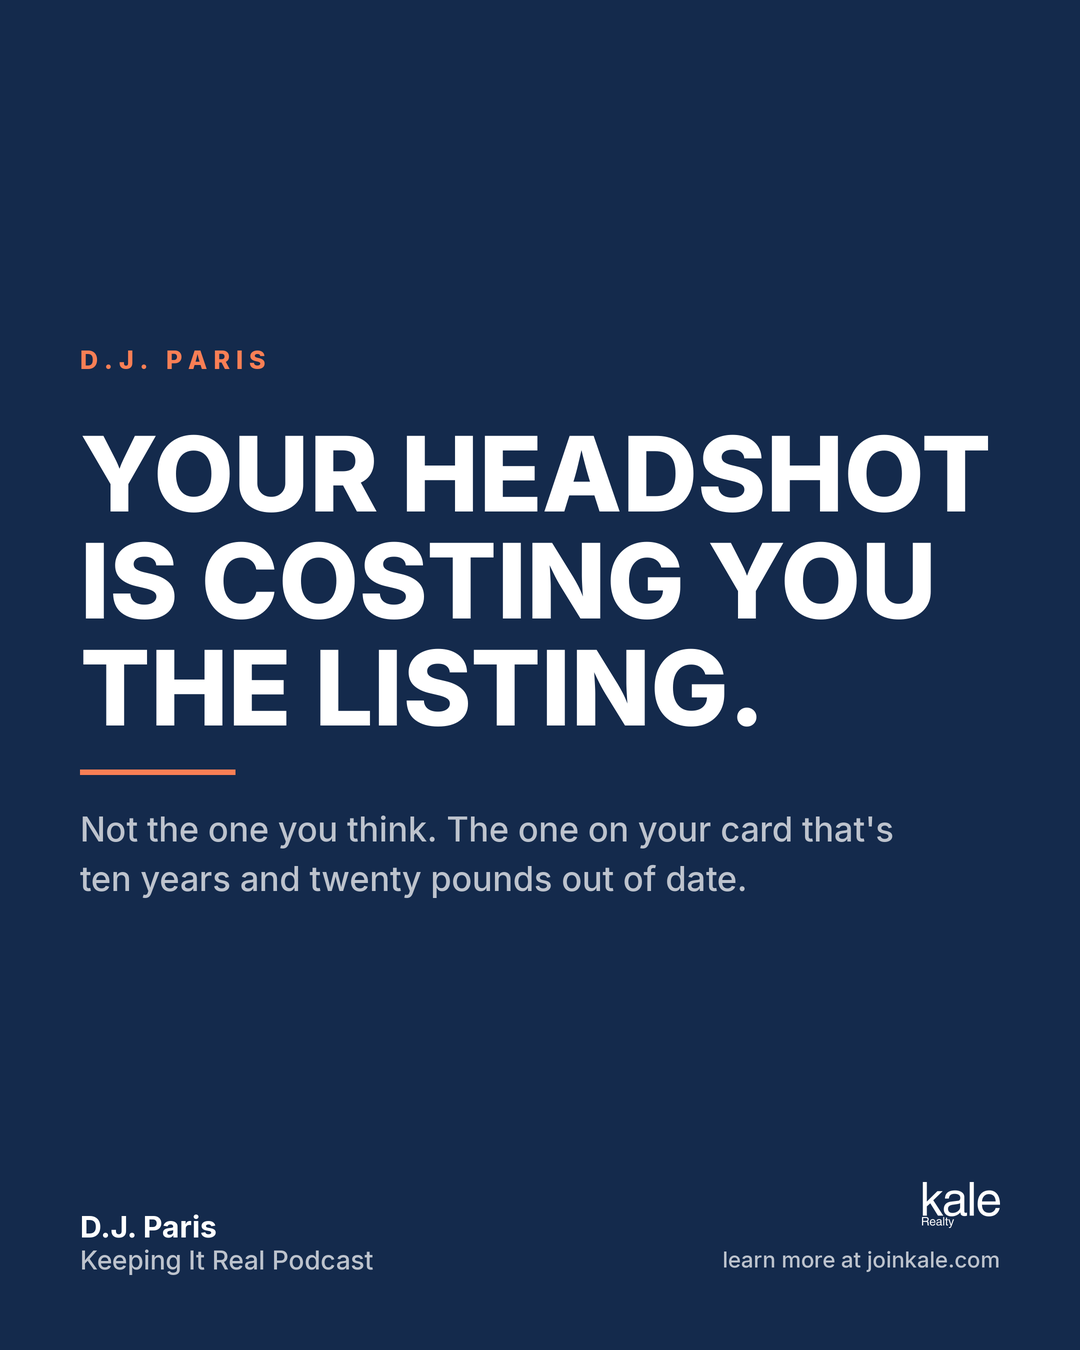 D.J. PARIS
YOUR HEADSHOT
IS COSTING YOU
THE LISTING.
Not the one you think. The one on your card that's
ten years and twenty pounds out of date.
D.J. Paris
Keeping It Real Podcast
kale
Realty
learn more at joinkale.com